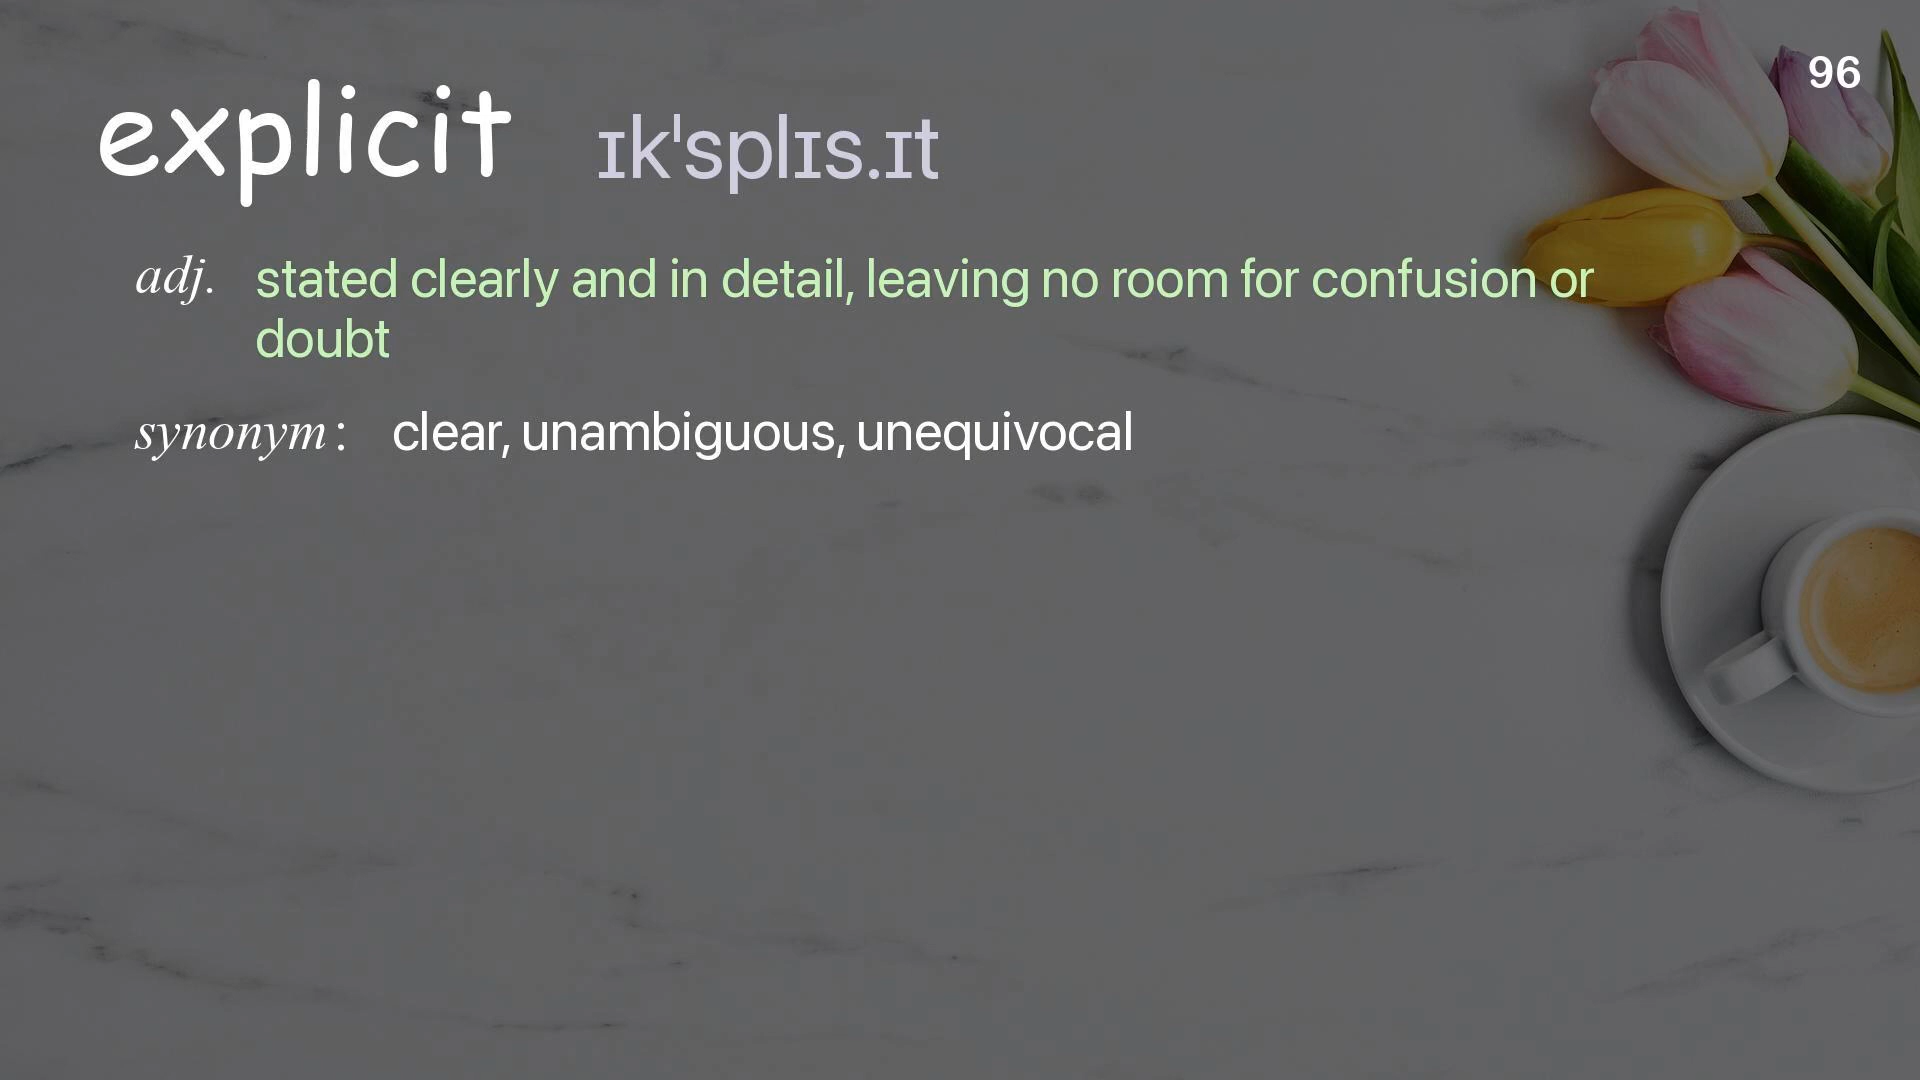 96
explicit ɪkˈsplɪs.ɪt
adj. stated clearly and in detail, leaving no room for confusion or
doubt
synonym: clear, unambiguous, unequivocal